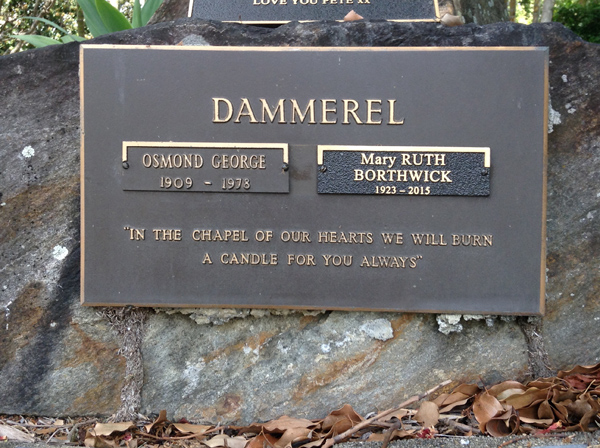 LOVE YOU PETE XX
DAMMEREL
OSMOND GEORGE
1909 - 1978
Mary RUTH
BORTHWICK
1923 – 2015
"IN THE CHAPEL OF OUR HEARTS WE WILL BURN
A CANDLE FOR YOU ALWAYS"